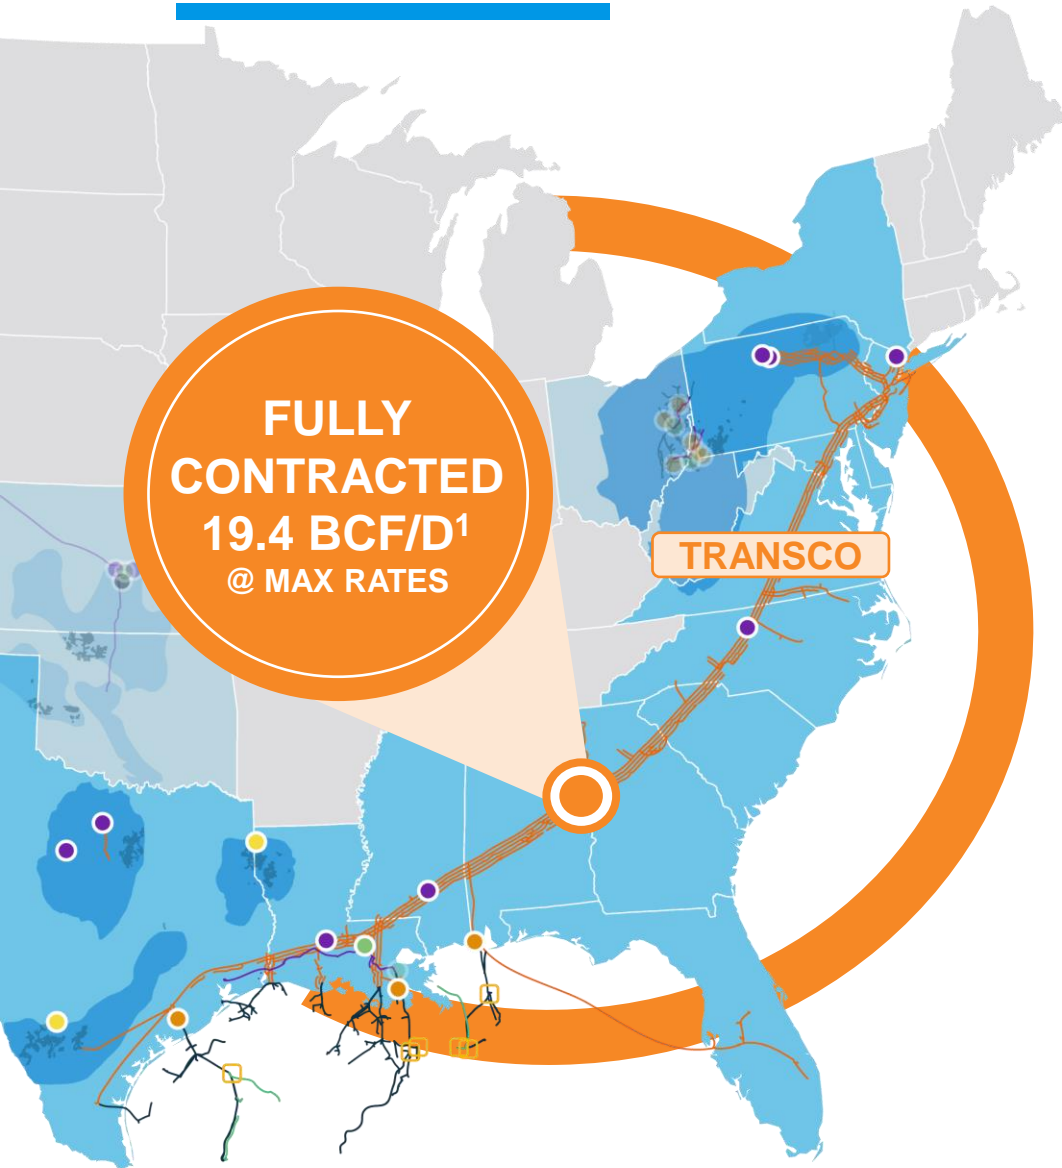 FULLY
CONTRACTED
19.4 BCF/D¹
@ MAX RATES
TRANSCO